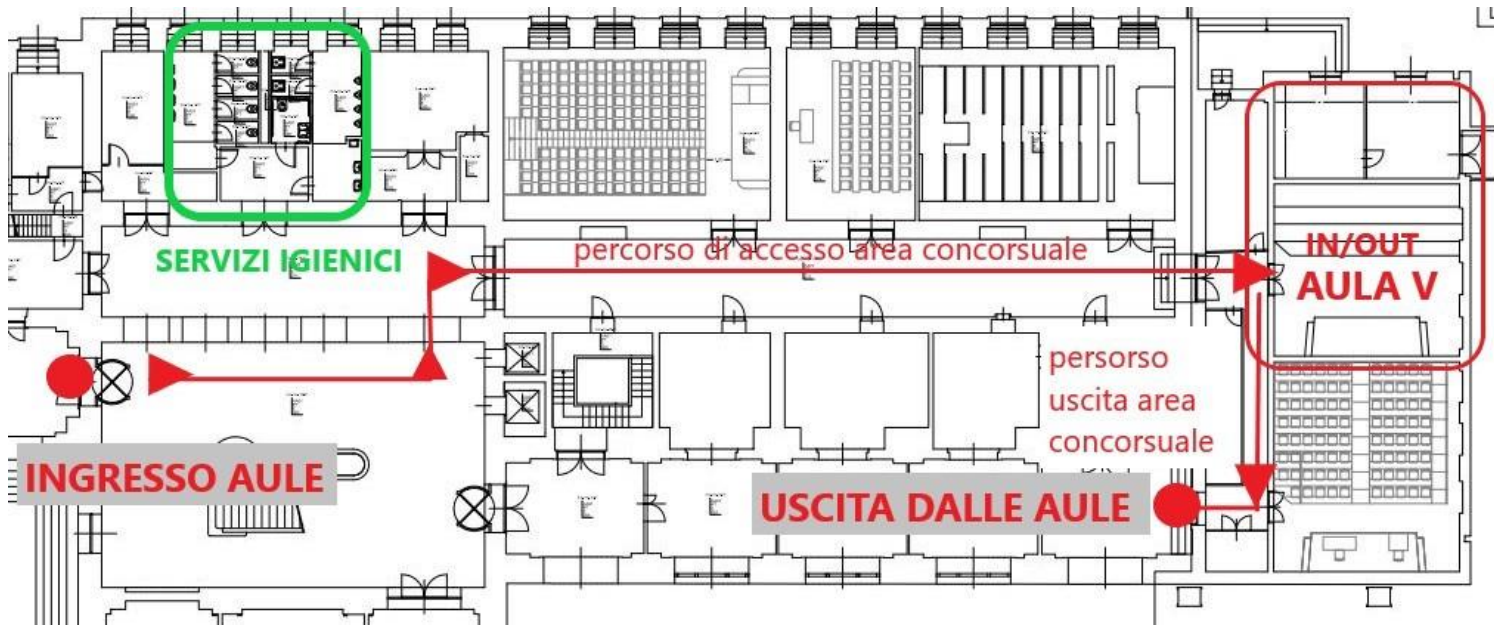 SERVIZI IGIENICI
percorso di accesso area concorsuale
IN/OUT
AULA V
persorso
uscita area
concorsuale
INGRESSO AULE
USCITA DALLE AULE